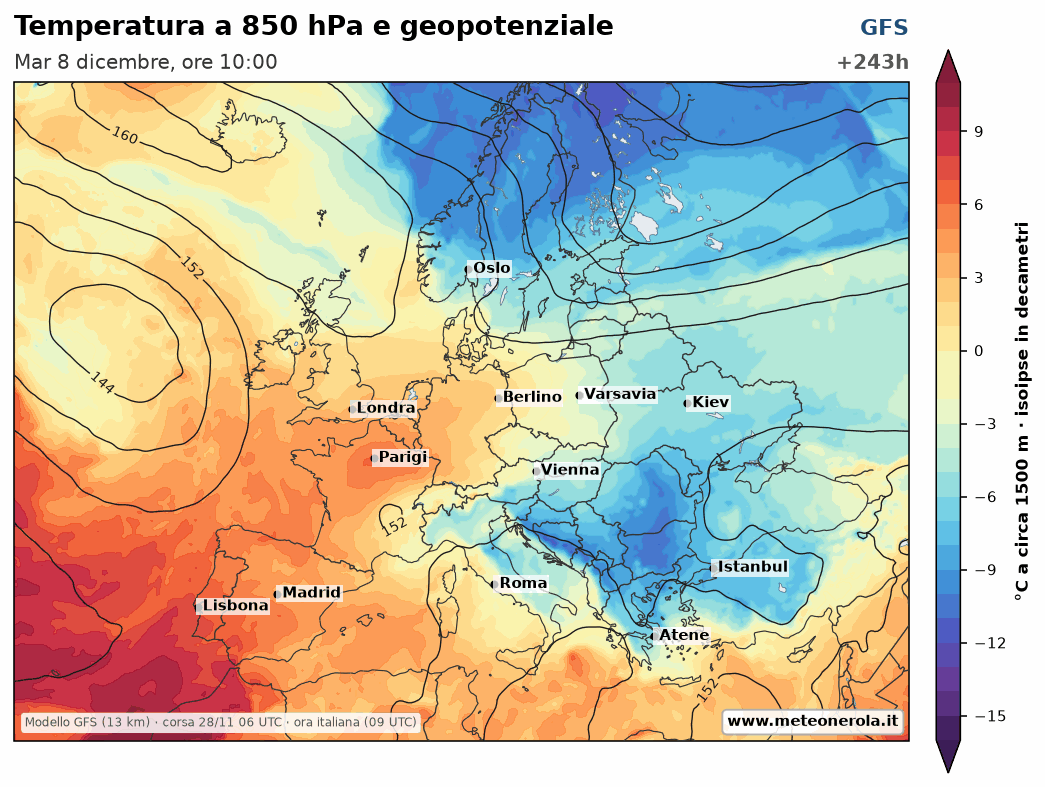 Temperatura a 850 hPa e geopotenziale
GFS
Mar 8 dicembre, ore 10:00
+243h
160
152
144
152
152
Oslo
Londra
Berlino
Varsavia
Kiev
Parigi
Vienna
Roma
Istanbul
Madrid
Lisbona
Atene
Modello GFS (13 km) · corsa 28/11 06 UTC · ora italiana (09 UTC)
www.meteonerola.it
9
6
3
0
−3
−6
−9
−12
−15
°C a circa 1500 m · isoipse in decametri